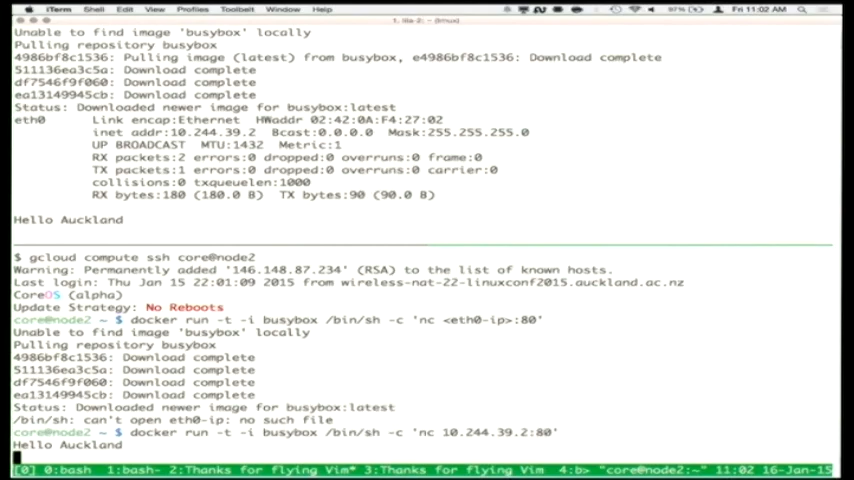 iTerm Shell Edit View Profiles Toolbelt Window Help 97% Fri 11:02 AM
1. lila-2: ~ (tmux)
Unable to find image 'busybox' locally
Pulling repository busybox
4986bf8c1536: Pulling image (latest) from busybox, e4986bf8c1536: Download complete
511136ea3c5a: Download complete
df7546f9f060: Download complete
ea13149945cb: Download complete
Status: Downloaded newer image for busybox:latest
eth0 Link encap:Ethernet HWaddr 02:42:0A:F4:27:02
inet addr:10.244.39.2 Bcast:0.0.0.0 Mask:255.255.255.0
UP BROADCAST MTU:1432 Metric:1
RX packets:2 errors:0 dropped:0 overruns:0 frame:0
TX packets:1 errors:0 dropped:0 overruns:0 carrier:0
collisions:0 txqueuelen:1000
RX bytes:180 (180.0 B) TX bytes:90 (90.0 B)
Hello Auckland
$ gcloud compute ssh core@node2
Warning: Permanently added '146.148.87.234' (RSA) to the list of known hosts.
Last login: Thu Jan 15 22:01:09 2015 from wireless-nat-22-linuxconf2015.auckland.ac.nz
CoreOS (alpha)
Update Strategy: No Reboots
core@node2 ~ $ docker run -t -i busybox /bin/sh -c 'nc <eth0-ip>:80'
Unable to find image 'busybox' locally
Pulling repository busybox
4986bf8c1536: Download complete
511136ea3c5a: Download complete
df7546f9f060: Download complete
ea13149945cb: Download complete
Status: Downloaded newer image for busybox:latest
/bin/sh: can't open eth0-ip: no such file
core@node2 ~ $ docker run -t -i busybox /bin/sh -c 'nc 10.244.39.2:80'
Hello Auckland
[0] 0:bash 1:bash- 2:Thanks for flying Vim* 3:Thanks for flying Vim 4:b> "core@node2:~" 11:02 16-Jan-15